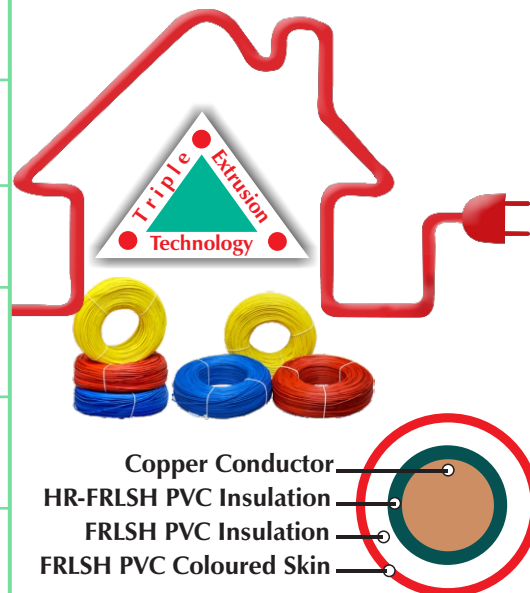 Triple
Extrusion
Technology
Copper Conductor
HR-FRLSH PVC Insulation
FRLSH PVC Insulation
FRLSH PVC Coloured Skin